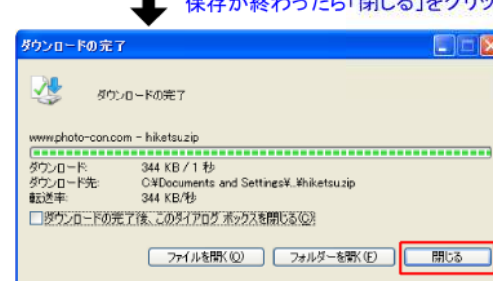 保存が終わったら「閉じる」をクリッ
ダウンロードの完了
ダウンロードの完了
www.photo-con.com - hiketsu.zip
ダウンロード: 344 KB / 1 秒
ダウンロード先: C:¥Documents and Settings¥...¥hiketsu.zip
転送率: 344 KB/秒
ダウンロードの完了後、このダイアログ ボックスを閉じる(C)
ファイルを開く(O) フォルダーを開く(F) 閉じる